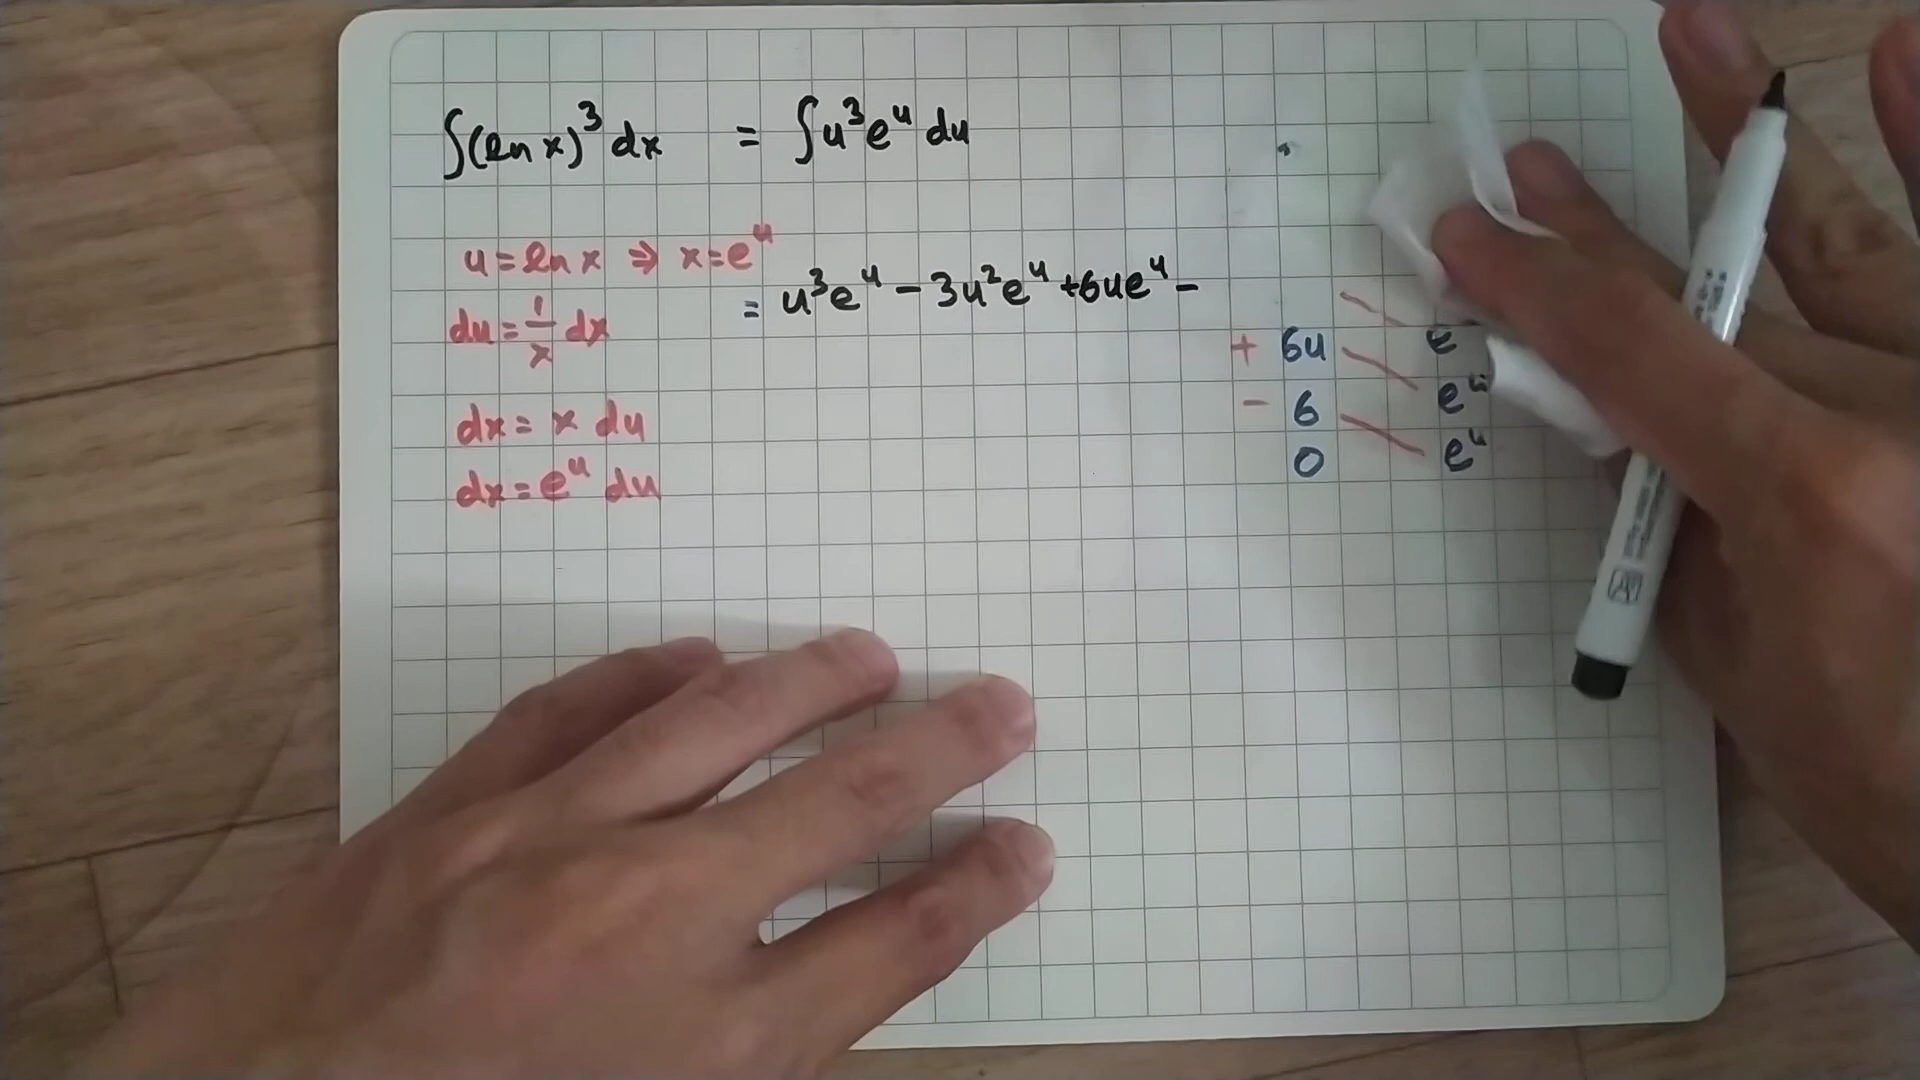 ∫(ln x)³ dx = ∫u³eᵘ du
u = ln x ⇒ x = eᵘ
= u³eᵘ − 3u²eᵘ + 6ueᵘ −
du = 1/x dx
dx = x du
dx = eᵘ du
+ 6u e
− 6 eᵘ
0 eᵘ